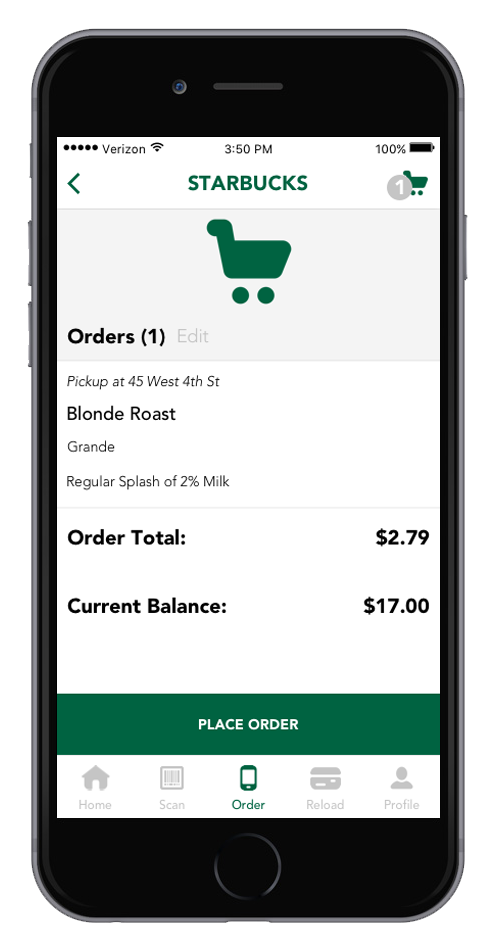 ●●●●● Verizon 3:50 PM 100%
STARBUCKS 1
Orders (1) Edit
Pickup at 45 West 4th St
Blonde Roast
Grande
Regular Splash of 2% Milk
Order Total: $2.79
Current Balance: $17.00
PLACE ORDER
Home Scan Order Reload Profile